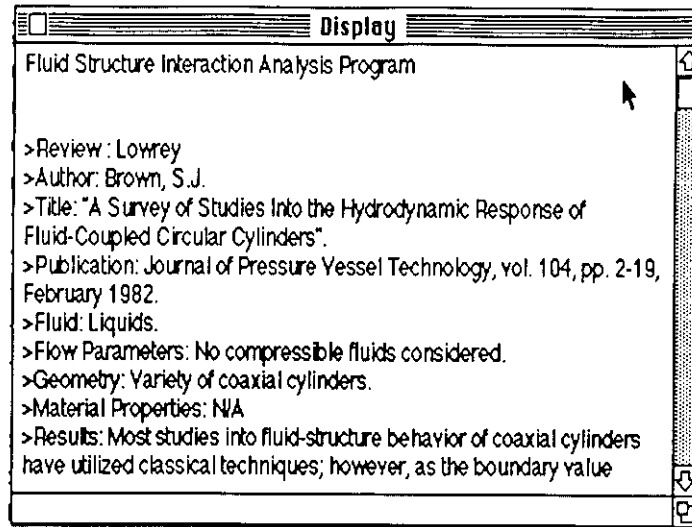 Display
Fluid Structure Interaction Analysis Program
>Review : Lowrey
>Author: Brown, S.J.
>Title: "A Survey of Studies Into the Hydrodynamic Response of
Fluid-Coupled Circular Cylinders".
>Publication: Journal of Pressure Vessel Technology, vol. 104, pp. 2-19,
February 1982.
>Fluid: Liquids.
>Flow Parameters: No compressible fluids considered.
>Geometry: Variety of coaxial cylinders.
>Material Properties: N/A
>Results: Most studies into fluid-structure behavior of coaxial cylinders
have utilized classical techniques; however, as the boundary value